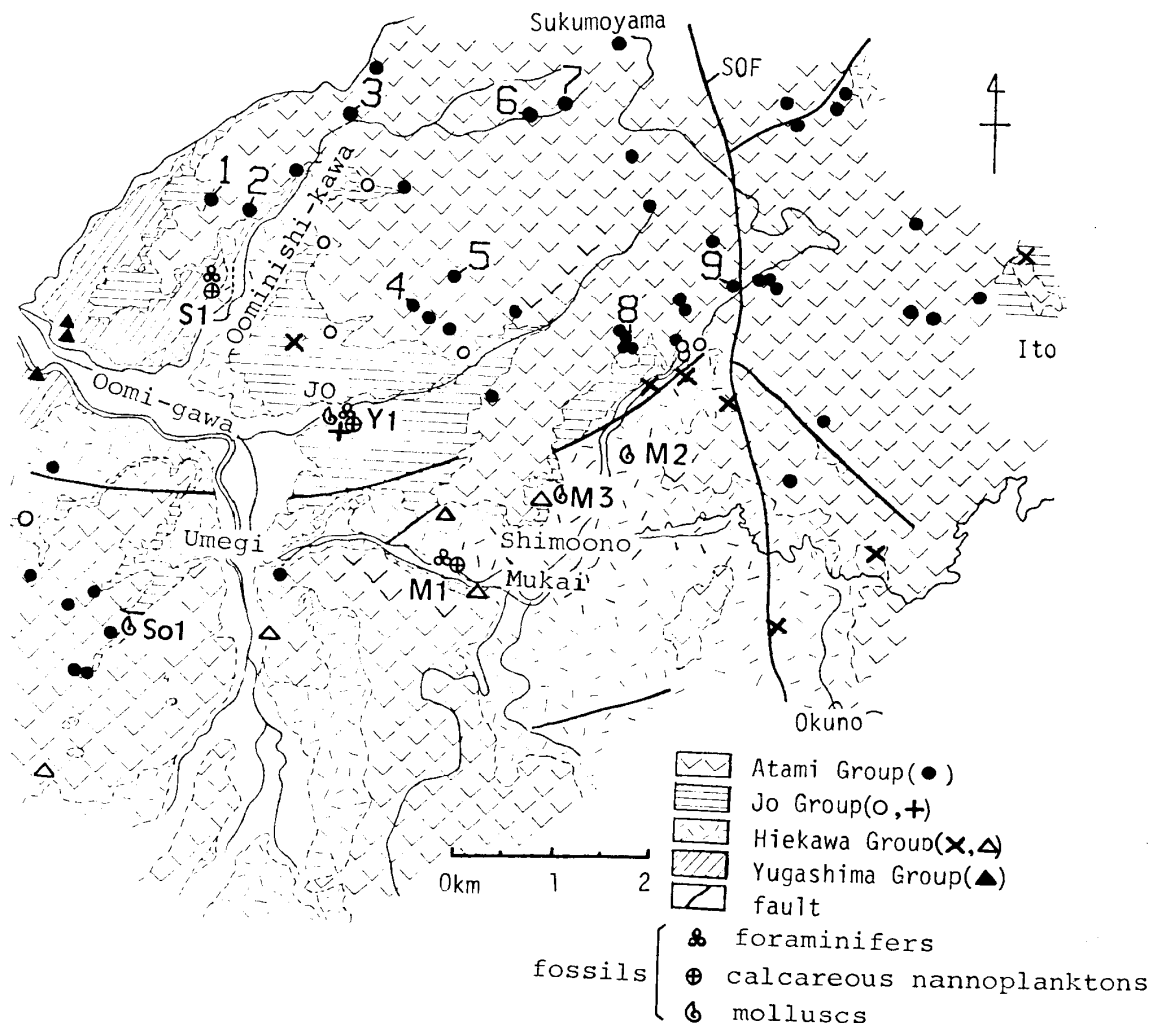 Sukumoyama
SOF
4
3
6
7
1
2
Oominishi-kawa
9
5
4
8
S1
Ito
Oomi-gawa
JO
Y1
M2
M3
Umegi
Shimoono
M1
Mukai
So1
Okuno
Atami Group(●)
Jo Group(○,+)
Hiekawa Group(×,△)
Yugashima Group(▲)
fault
0km 1 2
fossils
foraminifers
calcareous nannoplanktons
molluscs